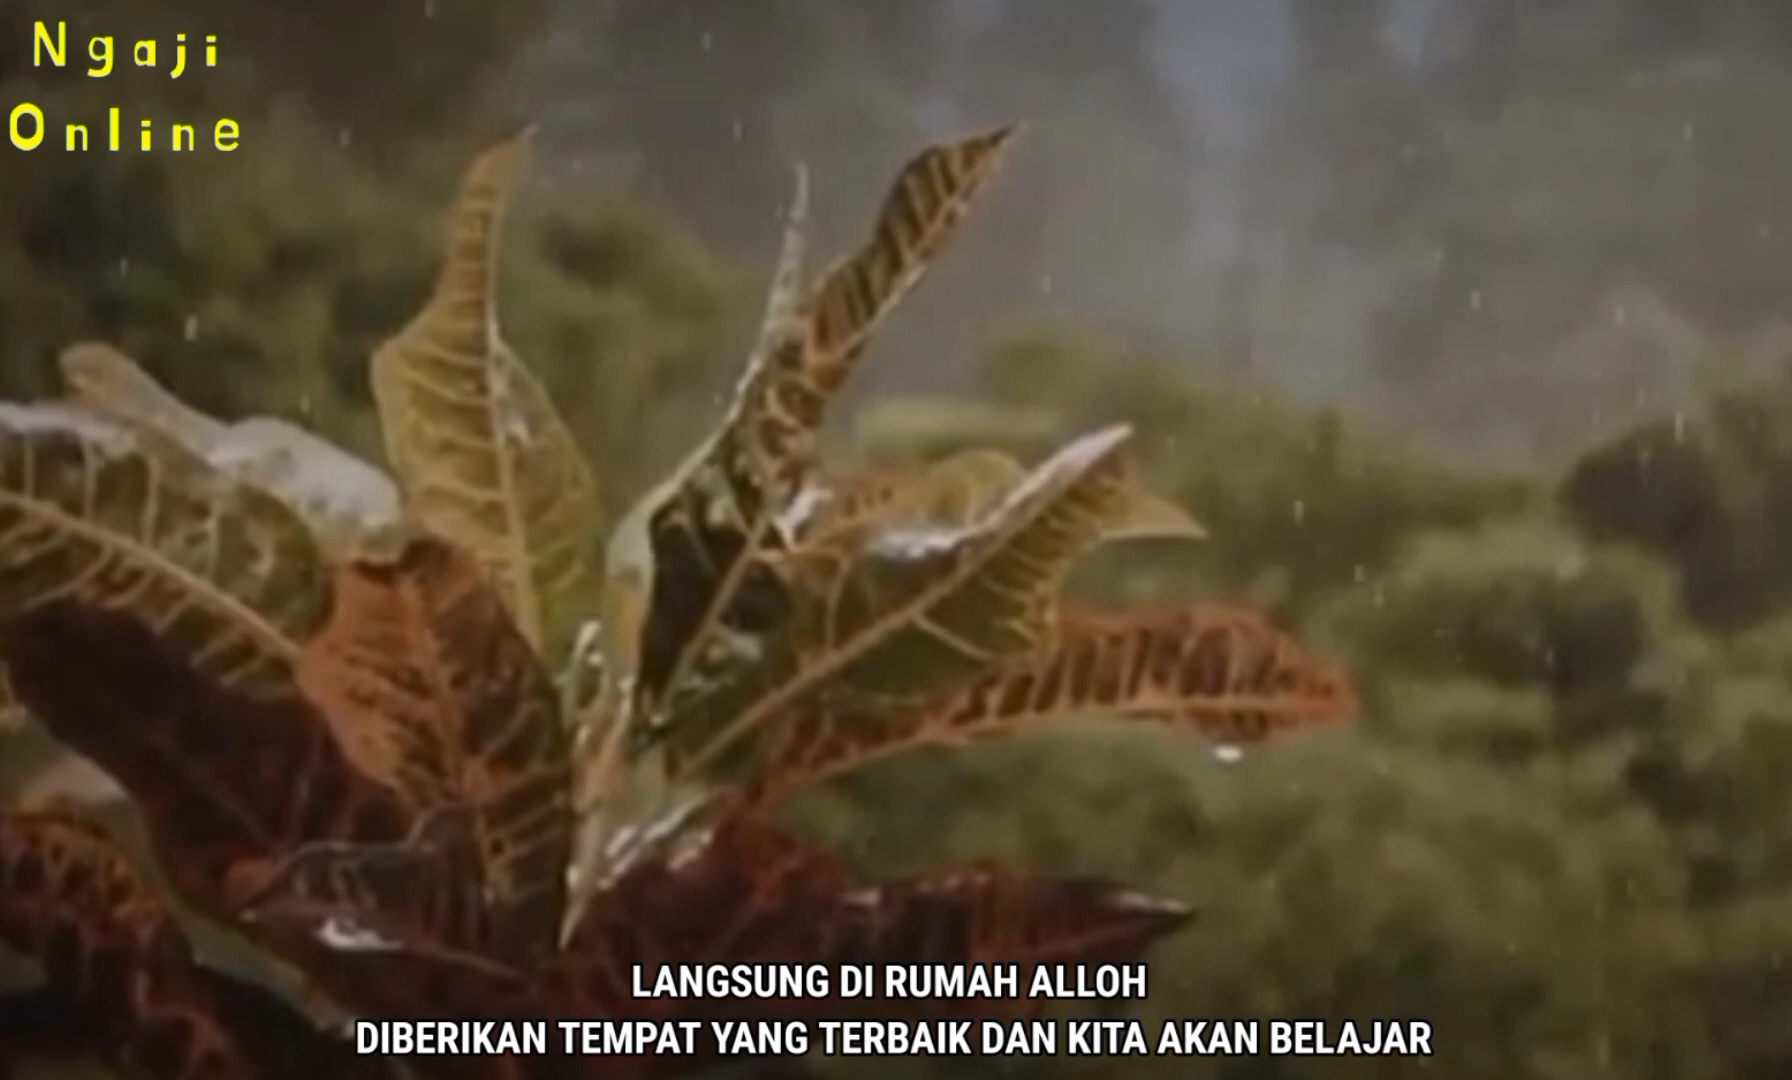 Ngaji
Online
LANGSUNG DI RUMAH ALLOH
DIBERIKAN TEMPAT YANG TERBAIK DAN KITA AKAN BELAJAR